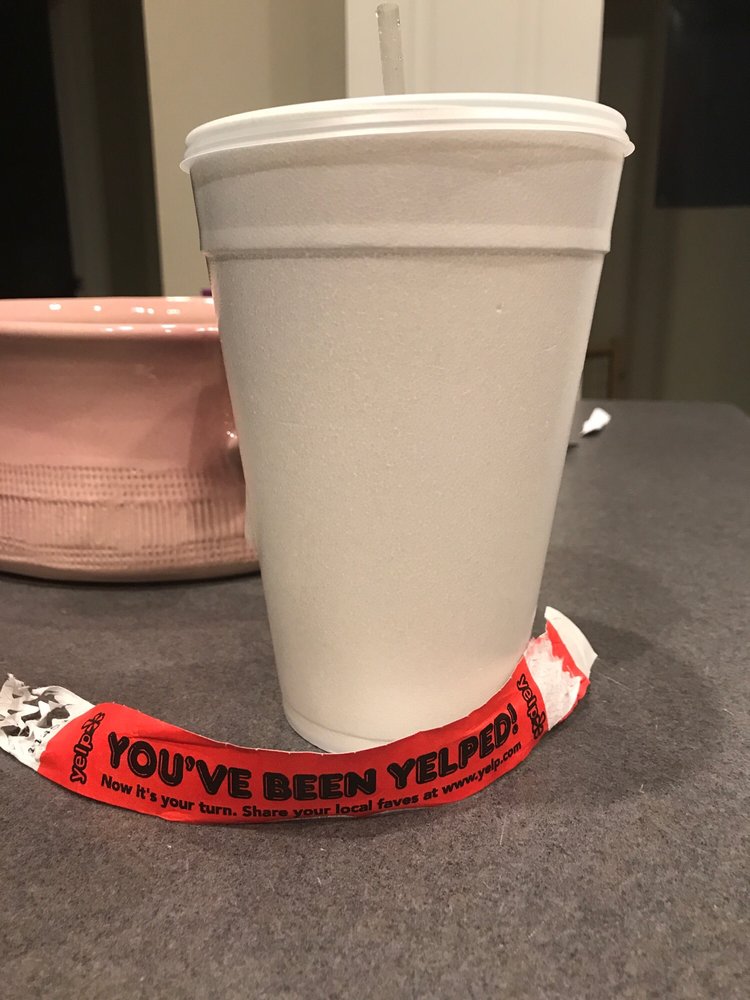 yelp
YOU'VE BEEN YELPED!
Now it's your turn. Share your local faves at www.yelp.com
yelp